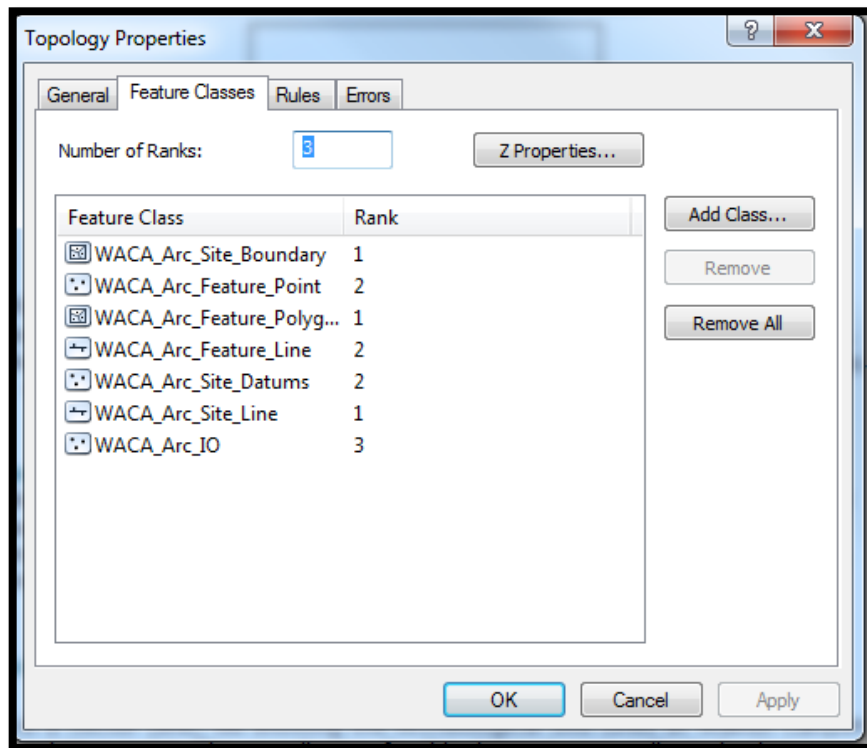 Topology Properties
General Feature Classes Rules Errors
Number of Ranks: 3 Z Properties...
Feature Class Rank
WACA_Arc_Site_Boundary 1
WACA_Arc_Feature_Point 2
WACA_Arc_Feature_Polyg... 1
WACA_Arc_Feature_Line 2
WACA_Arc_Site_Datums 2
WACA_Arc_Site_Line 1
WACA_Arc_IO 3
Add Class...
Remove
Remove All
OK Cancel Apply